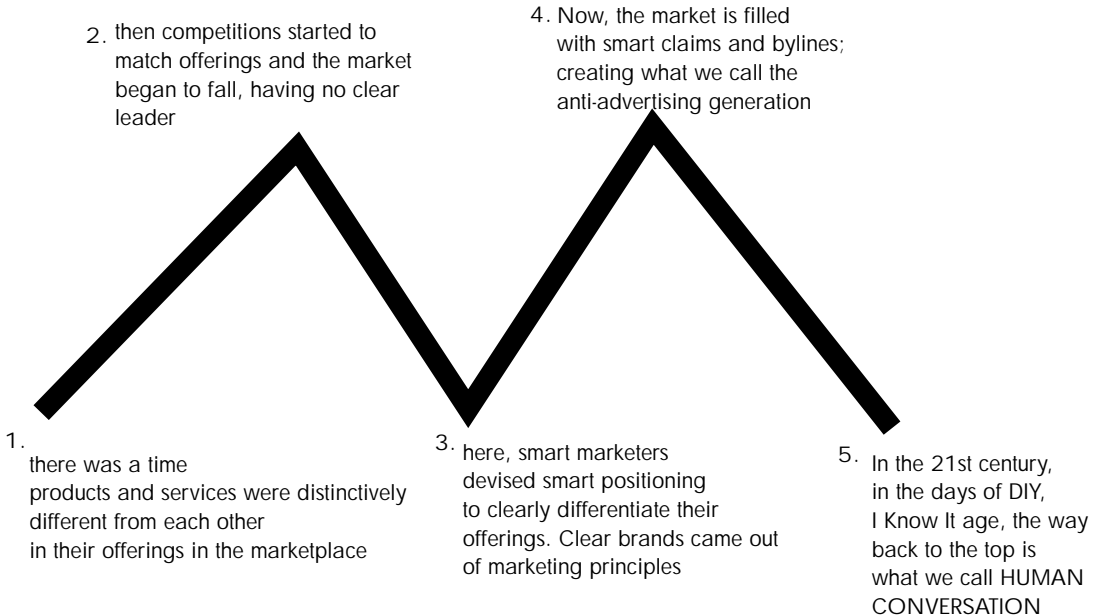 1.
there was a time
products and services were distinctively
different from each other
in their offerings in the marketplace
2. then competitions started to
match offerings and the market
began to fall, having no clear
leader
3. here, smart marketers
devised smart positioning
to clearly differentiate their
offerings. Clear brands came out
of marketing principles
4. Now, the market is filled
with smart claims and bylines;
creating what we call the
anti-advertising generation
5. In the 21st century,
in the days of DIY,
I Know It age, the way
back to the top is
what we call HUMAN
CONVERSATION